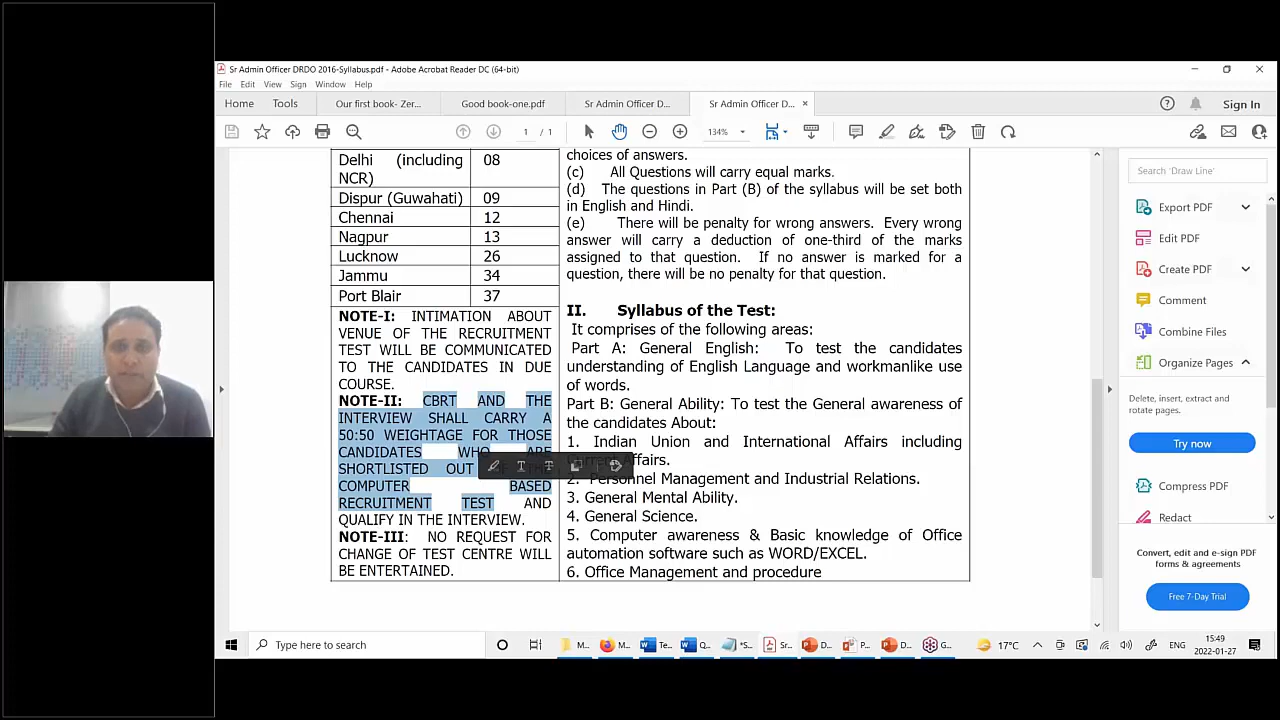 Sr Admin Officer DRDO 2016-Syllabus.pdf - Adobe Acrobat Reader DC (64-bit)
File Edit View Sign Window Help
Home Tools Our first book- Zer... Good book-one.pdf Sr Admin Officer D... Sr Admin Officer D... × Sign In
1 / 1 134%
Delhi (including NCR) 08
Dispur (Guwahati) 09
Chennai 12
Nagpur 13
Lucknow 26
Jammu 34
Port Blair 37
NOTE-I: INTIMATION ABOUT
VENUE OF THE RECRUITMENT
TEST WILL BE COMMUNICATED
TO THE CANDIDATES IN DUE
COURSE.
NOTE-II: CBRT AND THE
INTERVIEW SHALL CARRY A
50:50 WEIGHTAGE FOR THOSE
CANDIDATES WHO ARE
SHORTLISTED OUT OF THE
COMPUTER BASED
RECRUITMENT TEST AND
QUALIFY IN THE INTERVIEW.
NOTE-III: NO REQUEST FOR
CHANGE OF TEST CENTRE WILL
BE ENTERTAINED.
choices of answers.
(c) All Questions will carry equal marks.
(d) The questions in Part (B) of the syllabus will be set both
in English and Hindi.
(e) There will be penalty for wrong answers. Every wrong
answer will carry a deduction of one-third of the marks
assigned to that question. If no answer is marked for a
question, there will be no penalty for that question.
II. Syllabus of the Test:
It comprises of the following areas:
Part A: General English: To test the candidates
understanding of English Language and workmanlike use
of words.
Part B: General Ability: To test the General awareness of
the candidates About:
1. Indian Union and International Affairs including
Current Affairs.
2. Personnel Management and Industrial Relations.
3. General Mental Ability.
4. General Science.
5. Computer awareness & Basic knowledge of Office
automation software such as WORD/EXCEL.
6. Office Management and procedure
Search 'Draw Line'
Export PDF
Edit PDF
Create PDF
Comment
Combine Files
Organize Pages
Delete, insert, extract and
rotate pages.
Try now
Compress PDF
Redact
Convert, edit and e-sign PDF
forms & agreements
Free 7-Day Trial
Type here to search M... M... Te... Q... *S... Sr... D... P... D... G... 17°C ENG 15:49
2022-01-27